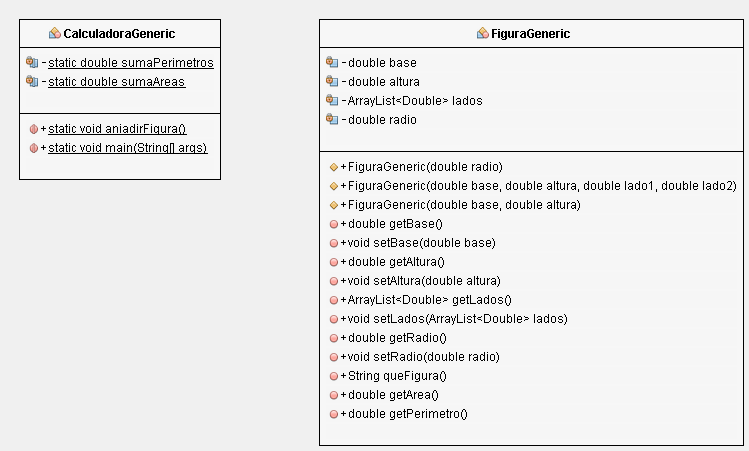 CalculadoraGeneric
- static double sumaPerimetros
- static double sumaAreas
+ static void aniadirFigura()
+ static void main(String[] args)
FiguraGeneric
- double base
- double altura
- ArrayList<Double> lados
- double radio
+ FiguraGeneric(double radio)
+ FiguraGeneric(double base, double altura, double lado1, double lado2)
+ FiguraGeneric(double base, double altura)
+ double getBase()
+ void setBase(double base)
+ double getAltura()
+ void setAltura(double altura)
+ ArrayList<Double> getLados()
+ void setLados(ArrayList<Double> lados)
+ double getRadio()
+ void setRadio(double radio)
+ String queFigura()
+ double getArea()
+ double getPerimetro()